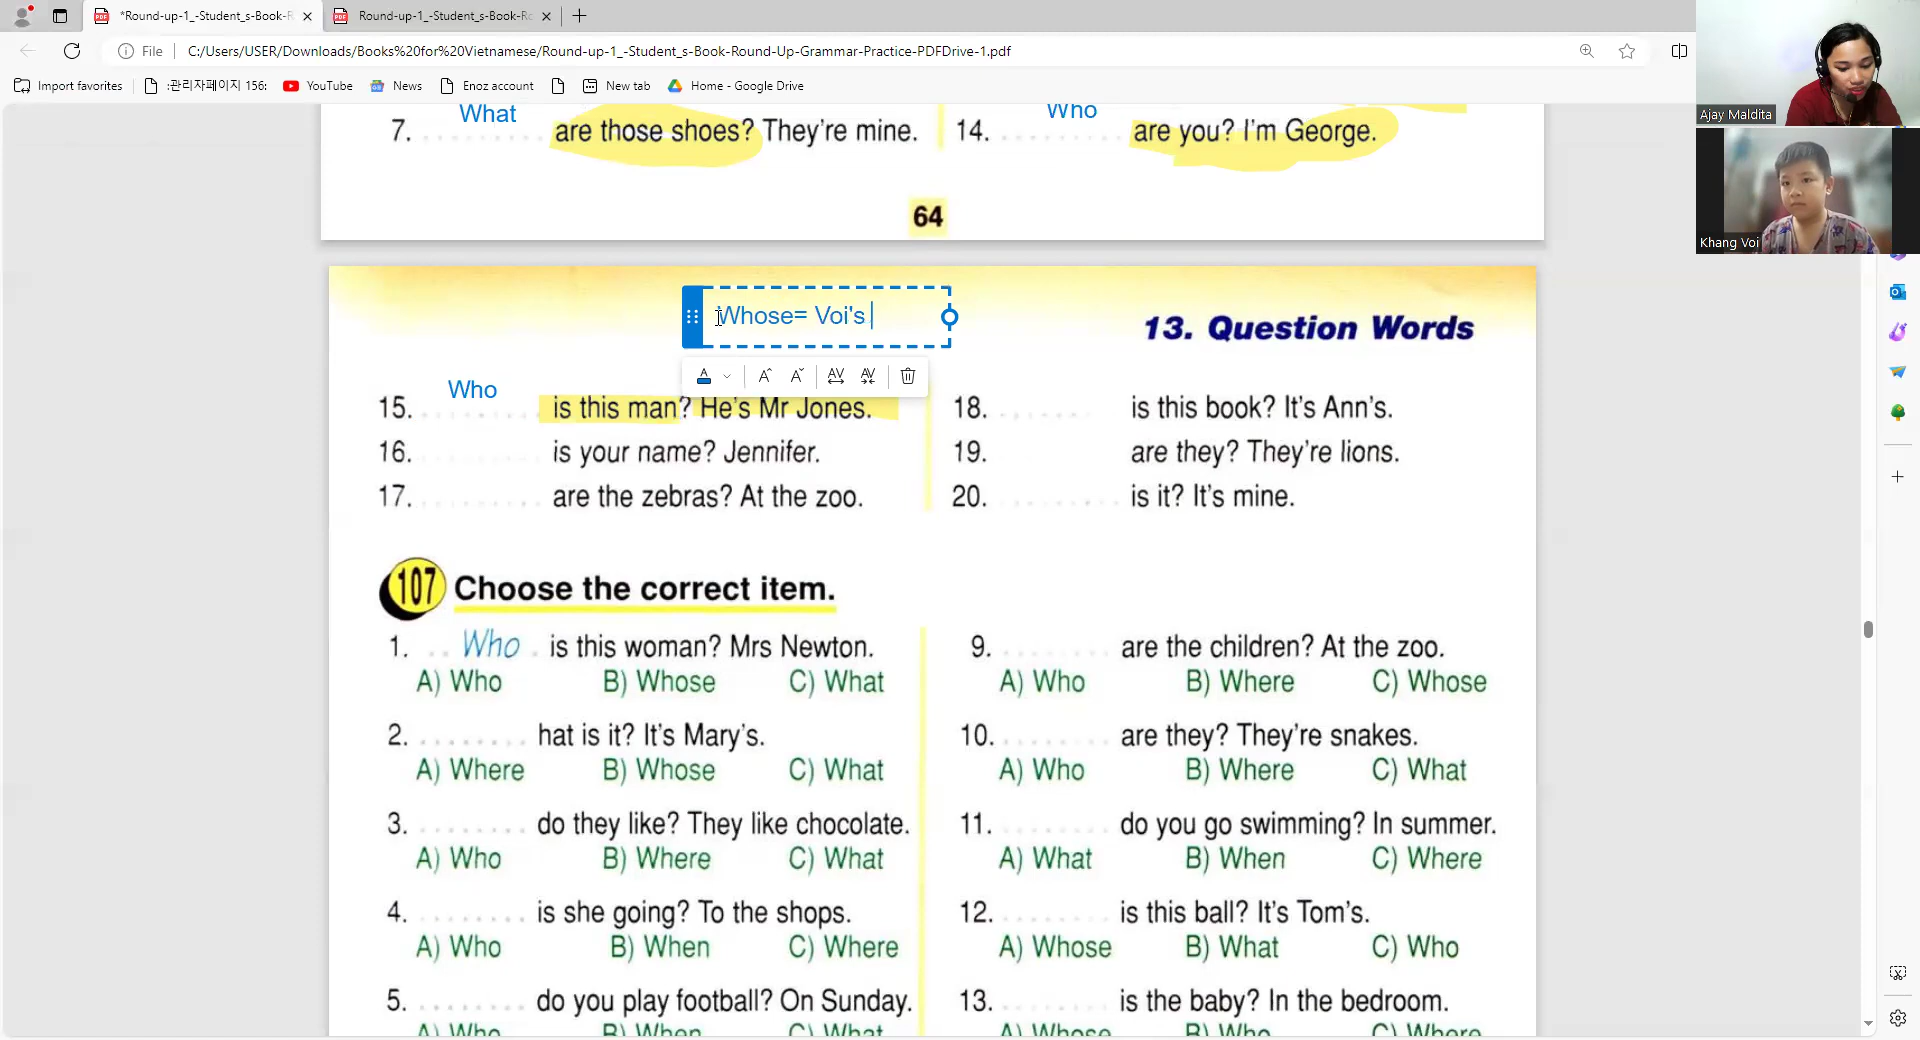 *Round-up-1_-Student_s-Book-R
Round-up-1_-Student_s-Book-Ro
File
C:/Users/USER/Downloads/Books%20for%20Vietnamese/Round-up-1_-Student_s-Book-Round-Up-Grammar-Practice-PDFDrive-1.pdf
Import favorites
:관리자페이지 156:
YouTube
News
Enoz account
New tab
Home - Google Drive
Ajay Maldita
Khang Voi
What
7. are those shoes? They're mine.
Who
14. are you? I'm George.
64
Whose= Voi's
13. Question Words
Who
15. is this man? He's Mr Jones.
16. is your name? Jennifer.
17. are the zebras? At the zoo.
18. is this book? It's Ann's.
19. are they? They're lions.
20. is it? It's mine.
107 Choose the correct item.
1. Who is this woman? Mrs Newton.
A) Who B) Whose C) What
2. hat is it? It's Mary's.
A) Where B) Whose C) What
3. do they like? They like chocolate.
A) Who B) Where C) What
4. is she going? To the shops.
A) Who B) When C) Where
5. do you play football? On Sunday.
A) Who B) When C) What
9. are the children? At the zoo.
A) Who B) Where C) Whose
10. are they? They're snakes.
A) Who B) Where C) What
11. do you go swimming? In summer.
A) What B) When C) Where
12. is this ball? It's Tom's.
A) Whose B) What C) Who
13. is the baby? In the bedroom.
A) Whose B) Who C) Where